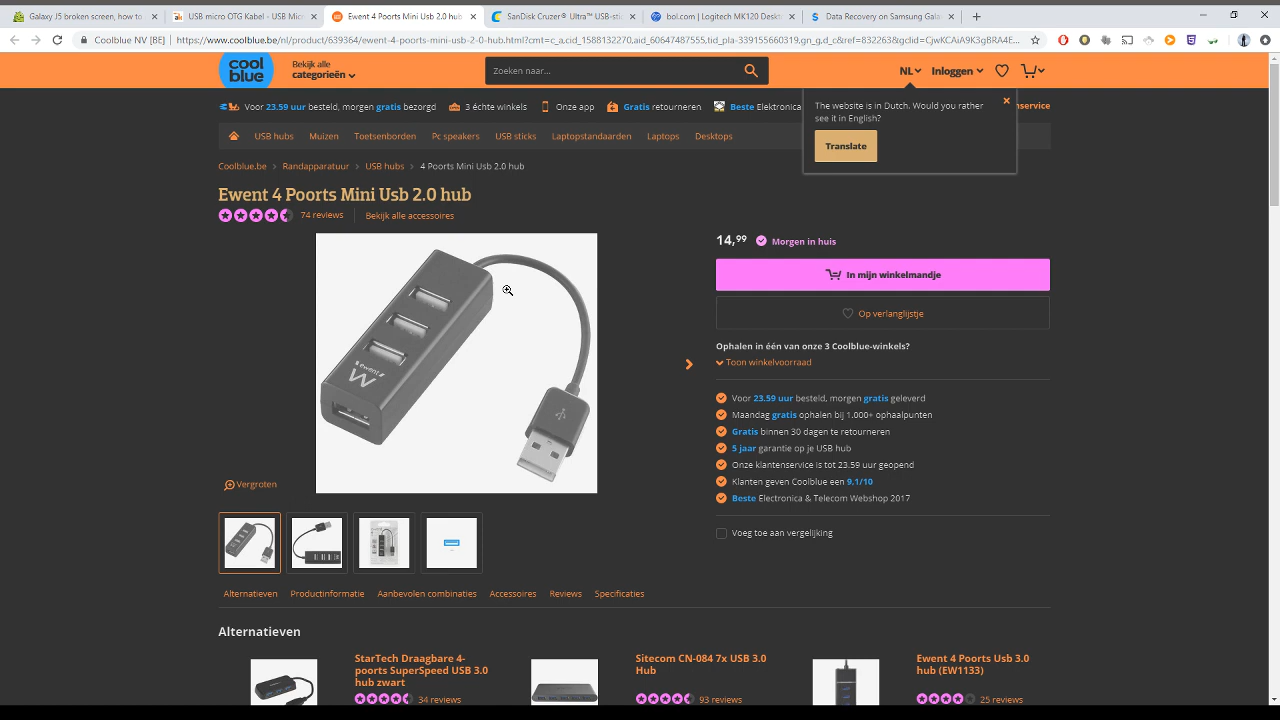 Galaxy J5 broken screen, how to
USB micro OTG Kabel - USB Mic
Ewent 4 Poorts Mini Usb 2.0 hub
SanDisk Cruzer® Ultra™ USB-stic
bol.com | Logitech MK120 Deskt
Data Recovery on Samsung Gala
Coolblue NV [BE]
https://www.coolblue.be/nl/product/639364/ewent-4-poorts-mini-usb-2-0-hub.html?cmt=c_a,cid_1588132270,aid_60647487555,tid_pla-339155660319,gn_g,d_c&ref=832263&gclid=CjwKCAiA9K3gBRA4E...
cool
blue
Bekijk alle
categorieën
Zoeken naar...
NL
Inloggen
Voor 23.59 uur besteld, morgen gratis bezorgd
3 échte winkels
Onze app
Gratis retourneren
Beste Elektronica
nservice
The website is in Dutch. Would you rather
see it in English?
Translate
USB hubs
Muizen
Toetsenborden
Pc speakers
USB sticks
Laptopstandaarden
Laptops
Desktops
Coolblue.be > Randapparatuur > USB hubs > 4 Poorts Mini Usb 2.0 hub
Ewent 4 Poorts Mini Usb 2.0 hub
74 reviews
Bekijk alle accessoires
ewent
Vergroten
14,99
Morgen in huis
In mijn winkelmandje
Op verlanglijstje
Ophalen in één van onze 3 Coolblue-winkels?
Toon winkelvoorraad
Voor 23.59 uur besteld, morgen gratis geleverd
Maandag gratis ophalen bij 1.000+ ophaalpunten
Gratis binnen 30 dagen te retourneren
5 jaar garantie op je USB hub
Onze klantenservice is tot 23.59 uur geopend
Klanten geven Coolblue een 9,1/10
Beste Electronica & Telecom Webshop 2017
Voeg toe aan vergelijking
Alternatieven
Productinformatie
Aanbevolen combinaties
Accessoires
Reviews
Specificaties
Alternatieven
StarTech Draagbare 4-
poorts SuperSpeed USB 3.0
hub zwart
34 reviews
Sitecom CN-084 7x USB 3.0
Hub
93 reviews
Ewent 4 Poorts Usb 3.0
hub (EW1133)
25 reviews